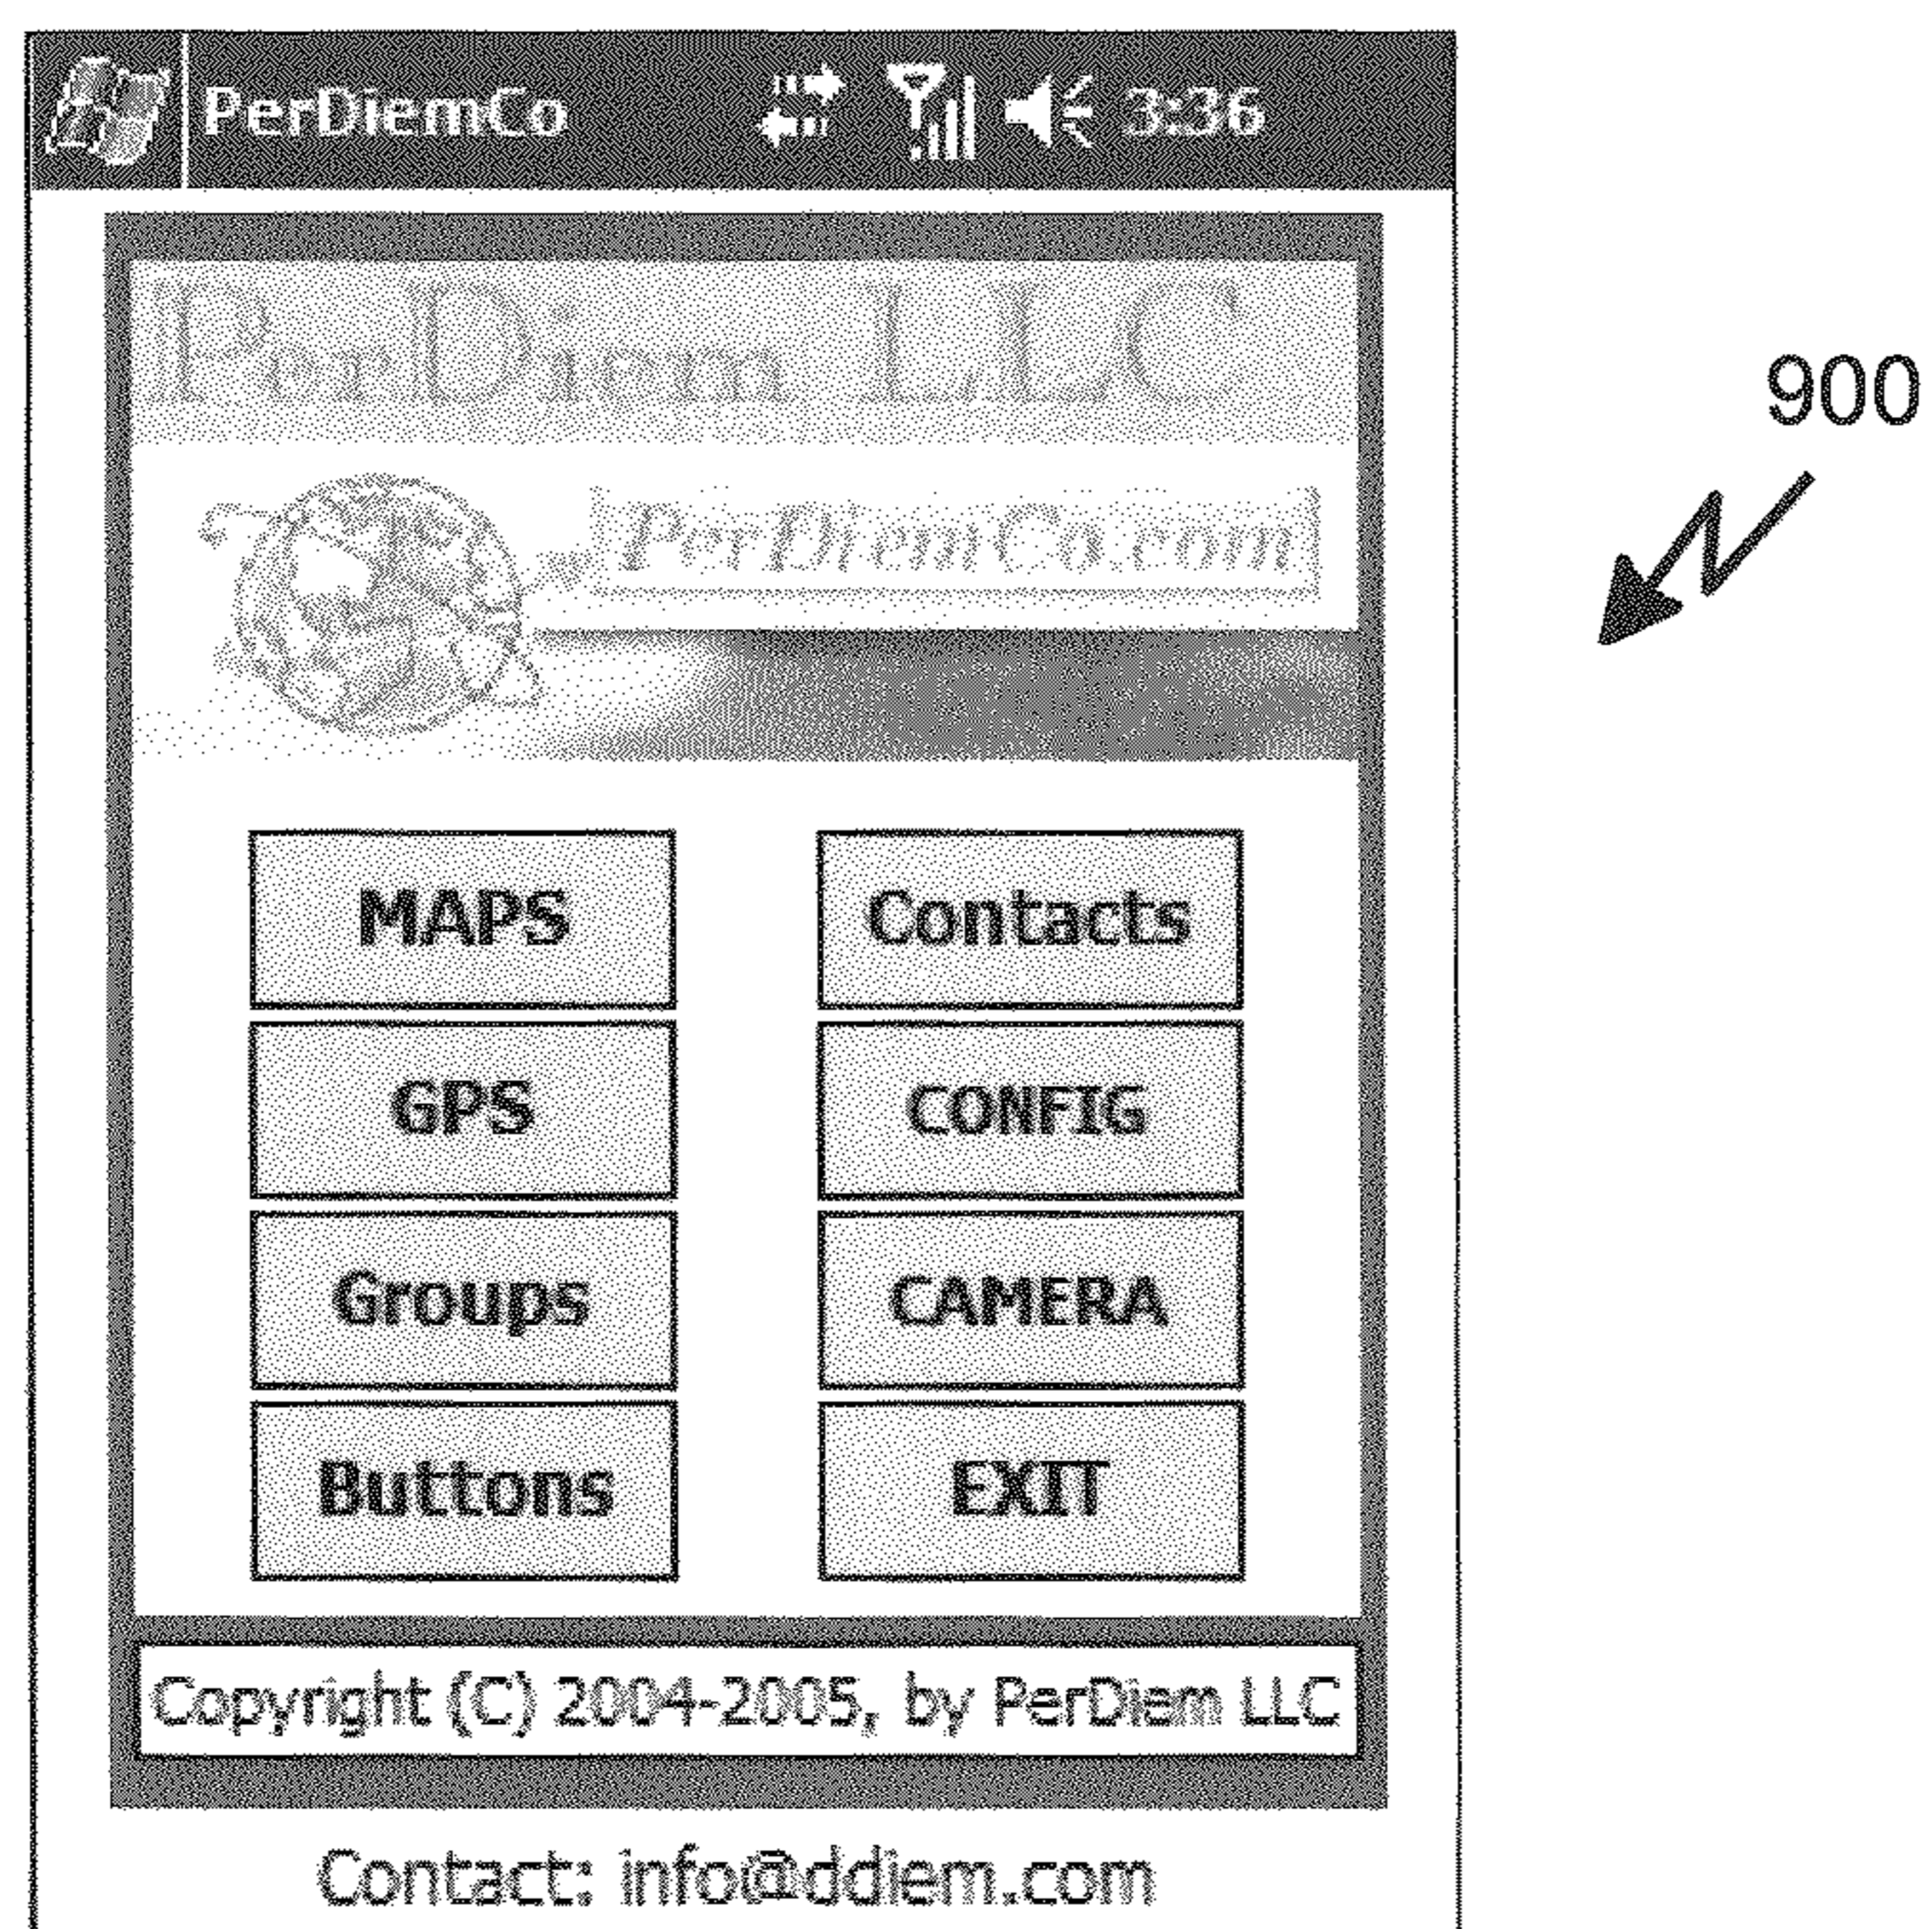 PerDiemCo 3:36
PerDiem LLC
900
PerDiemCo.com
MAPS Contacts
GPS CONFIG
Groups CAMERA
Buttons EXIT
Copyright (C) 2004-2005, by PerDiem LLC
Contact: info@ddiem.com